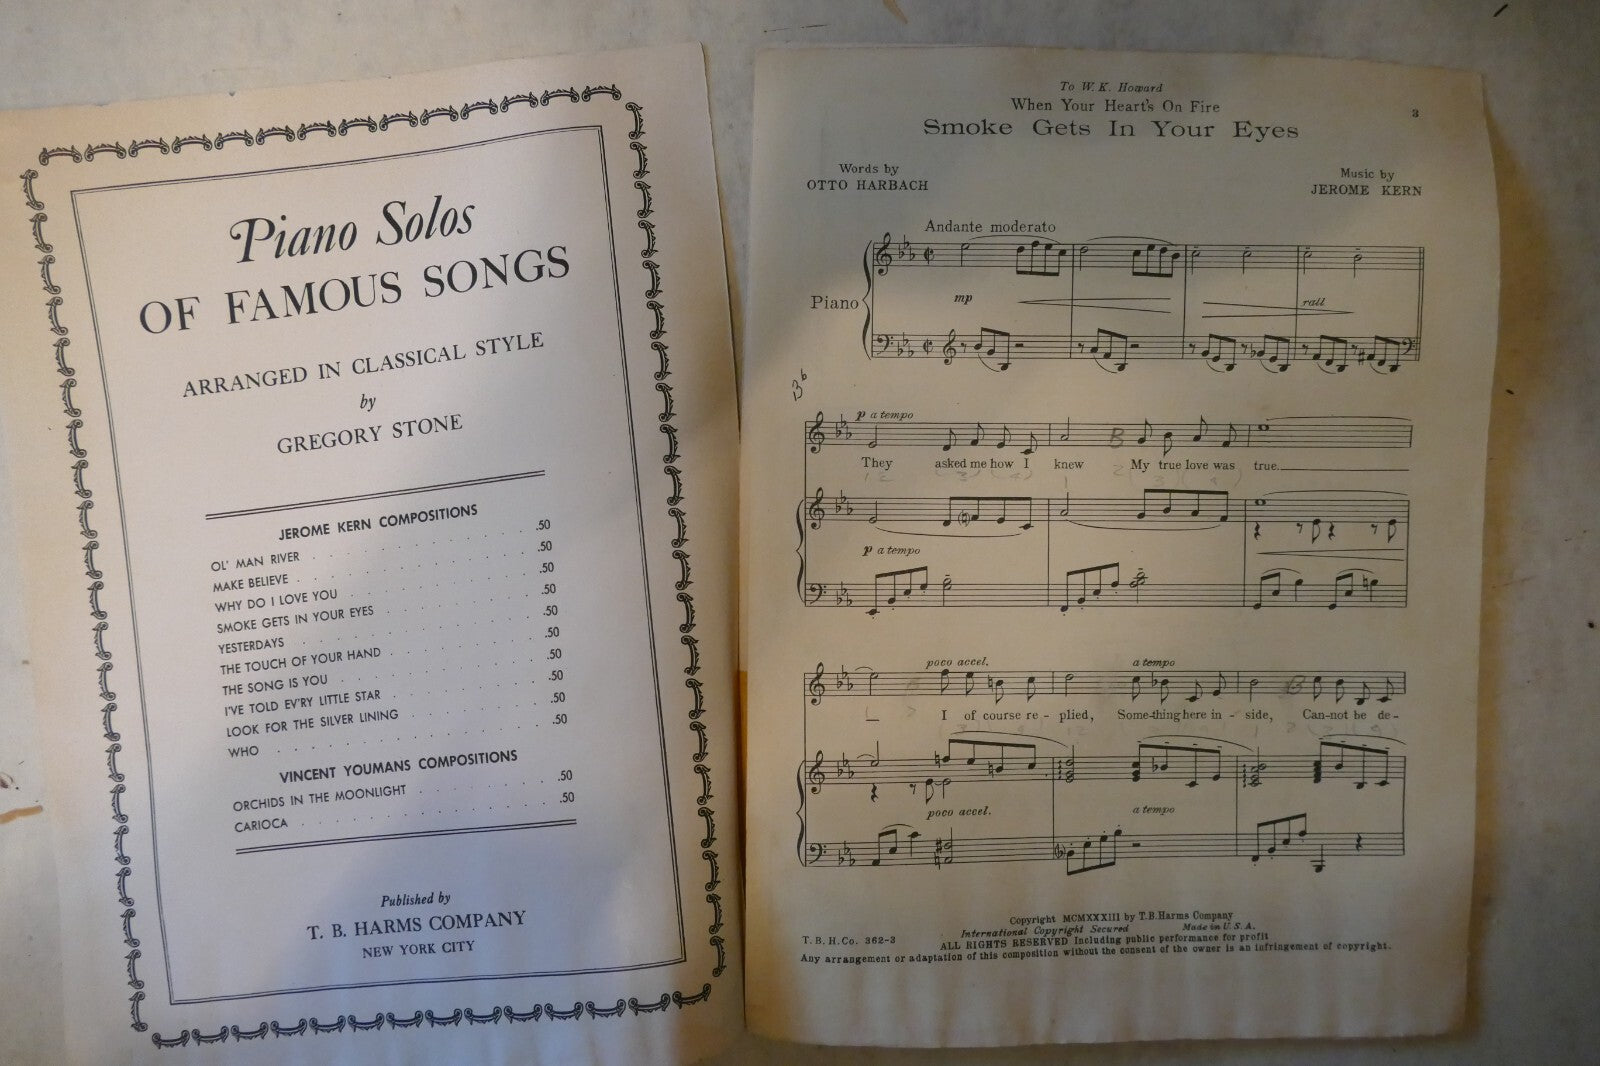 Piano Solos
OF FAMOUS SONGS
ARRANGED IN CLASSICAL STYLE
by
GREGORY STONE
JEROME KERN COMPOSITIONS
OL' MAN RIVER . . . .50
MAKE BELIEVE . . . .50
WHY DO I LOVE YOU . . . .50
SMOKE GETS IN YOUR EYES . . . .50
YESTERDAYS . . . .50
THE TOUCH OF YOUR HAND . . . .50
THE SONG IS YOU . . . .50
I'VE TOLD EV'RY LITTLE STAR . . . .50
LOOK FOR THE SILVER LINING . . . .50
WHO . . . .50
VINCENT YOUMANS COMPOSITIONS
ORCHIDS IN THE MOONLIGHT . . . .50
CARIOCA . . . .50
Published by
T. B. HARMS COMPANY
NEW YORK CITY
To W. K. Howard
When Your Heart's On Fire
3
Smoke Gets In Your Eyes
Words by
OTTO HARBACH
Music by
JEROME KERN
Andante moderato
Piano
mp
rall
p a tempo
B
They asked me how I knew My true love was true.
p a tempo
poco accel. a tempo
B
I of course re - plied, Some-thing here in - side, Can-not be de-
poco accel. a tempo
Copyright MCMXXXIII by T.B. Harms Company
T. B. H. Co. 362-3
International Copyright Secured Made in U.S.A.
ALL RIGHTS RESERVED Including public performance for profit
Any arrangement or adaptation of this composition without the consent of the owner is an infringement of copyright.